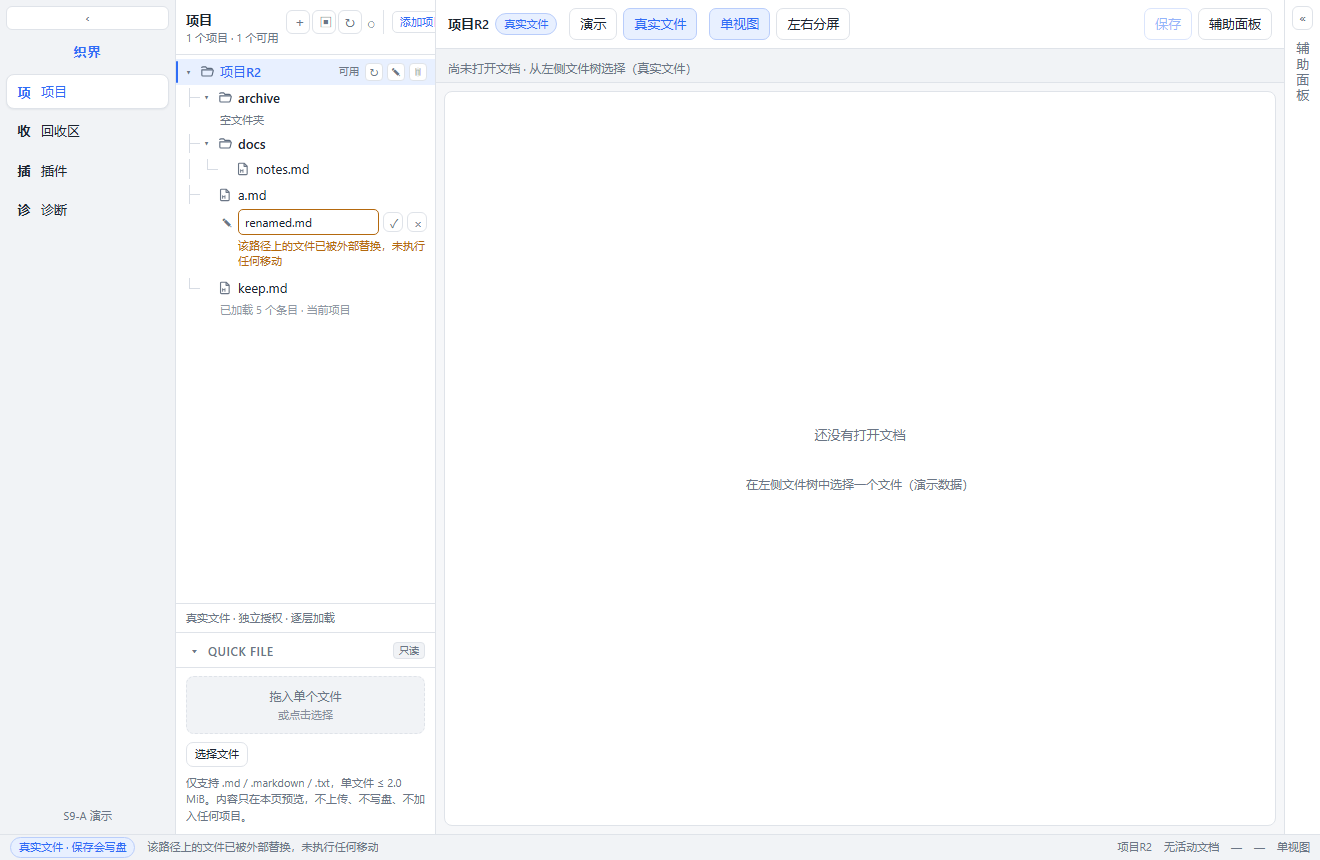 ‹
织界
项 项目
收 回收区
插 插件
诊 诊断
S9-A 演示
项目
1 个项目 · 1 个可用
+
↻
○
添加项
项目R2 可用 ↻
archive
空文件夹
docs
notes.md
a.md
renamed.md ✓ ×
该路径上的文件已被外部替换，未执行
任何移动
keep.md
已加载 5 个条目 · 当前项目
真实文件 · 独立授权 · 逐层加载
QUICK FILE 只读
拖入单个文件
或点击选择
选择文件
仅支持 .md / .markdown / .txt，单文件 ≤ 2.0
MiB。内容只在本页预览，不上传、不写盘、不加
入任何项目。
项目R2 真实文件 演示 真实文件 单视图 左右分屏 保存 辅助面板
尚未打开文档 · 从左侧文件树选择（真实文件）
还没有打开文档
在左侧文件树中选择一个文件（演示数据）
«
辅助面板
真实文件 · 保存会写盘 该路径上的文件已被外部替换，未执行任何移动 项目R2 无活动文档 — — 单视图